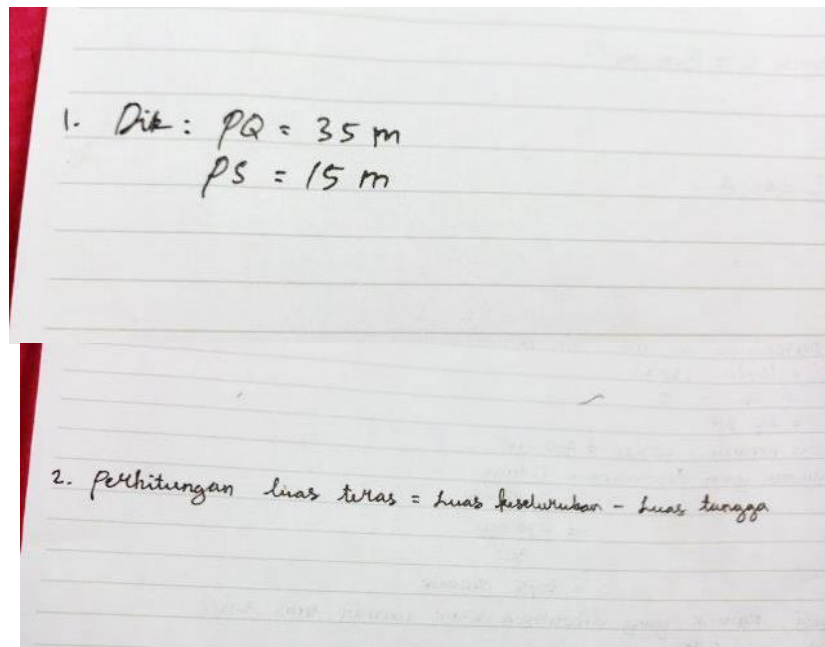 1. Dik : PQ = 35 m
PS = 15 m
2. Perhitungan luas teras = Luas keseluruhan - Luas tangga